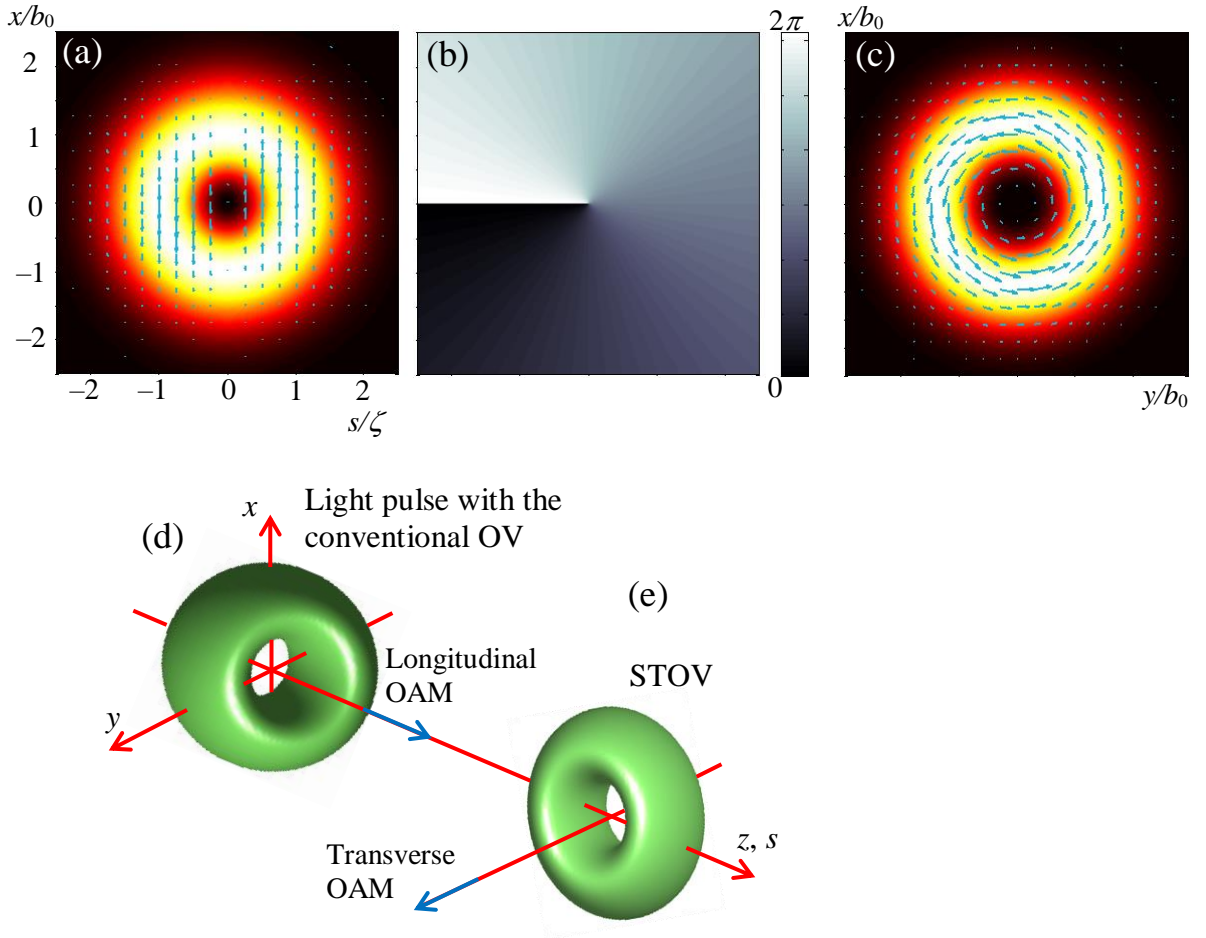 x/b0 2π x/b0
(a) (b) (c)
2
1
0
–1
–2
–2 –1 0 1 2 0
s/ζ y/b0
x Light pulse with the
(d) conventional OV
(e)
Longitudinal
OAM
STOV
y
Transverse
OAM
z, s